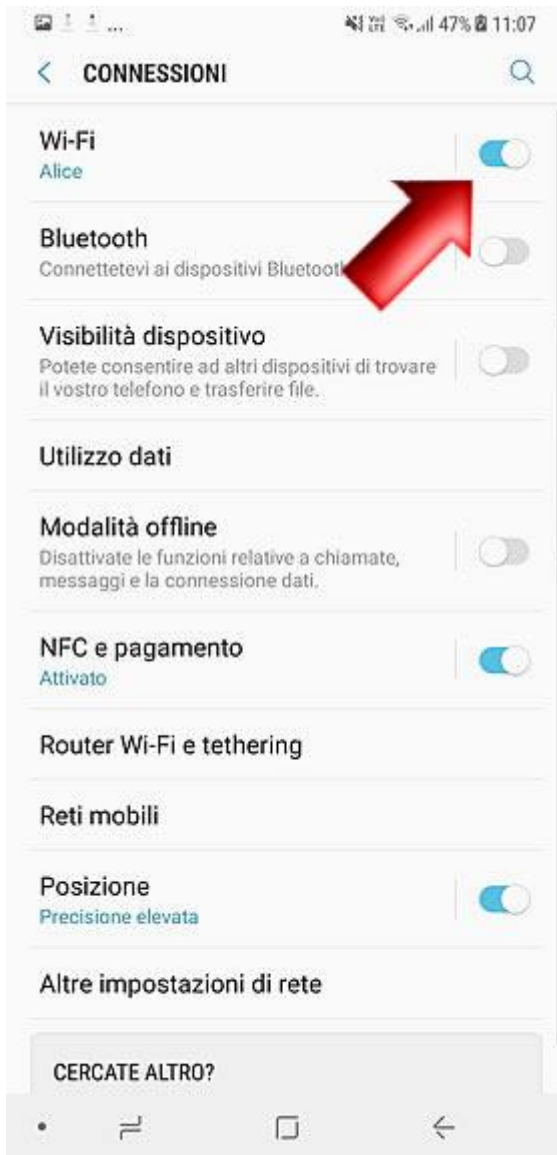 ... 47% 11:07
CONNESSIONI
Wi-Fi
Alice
Bluetooth
Connettetevi ai dispositivi Bluetoot
Visibilità dispositivo
Potete consentire ad altri dispositivi di trovare
il vostro telefono e trasferire file.
Utilizzo dati
Modalità offline
Disattivate le funzioni relative a chiamate,
messaggi e la connessione dati.
NFC e pagamento
Attivato
Router Wi-Fi e tethering
Reti mobili
Posizione
Precisione elevata
Altre impostazioni di rete
CERCATE ALTRO?